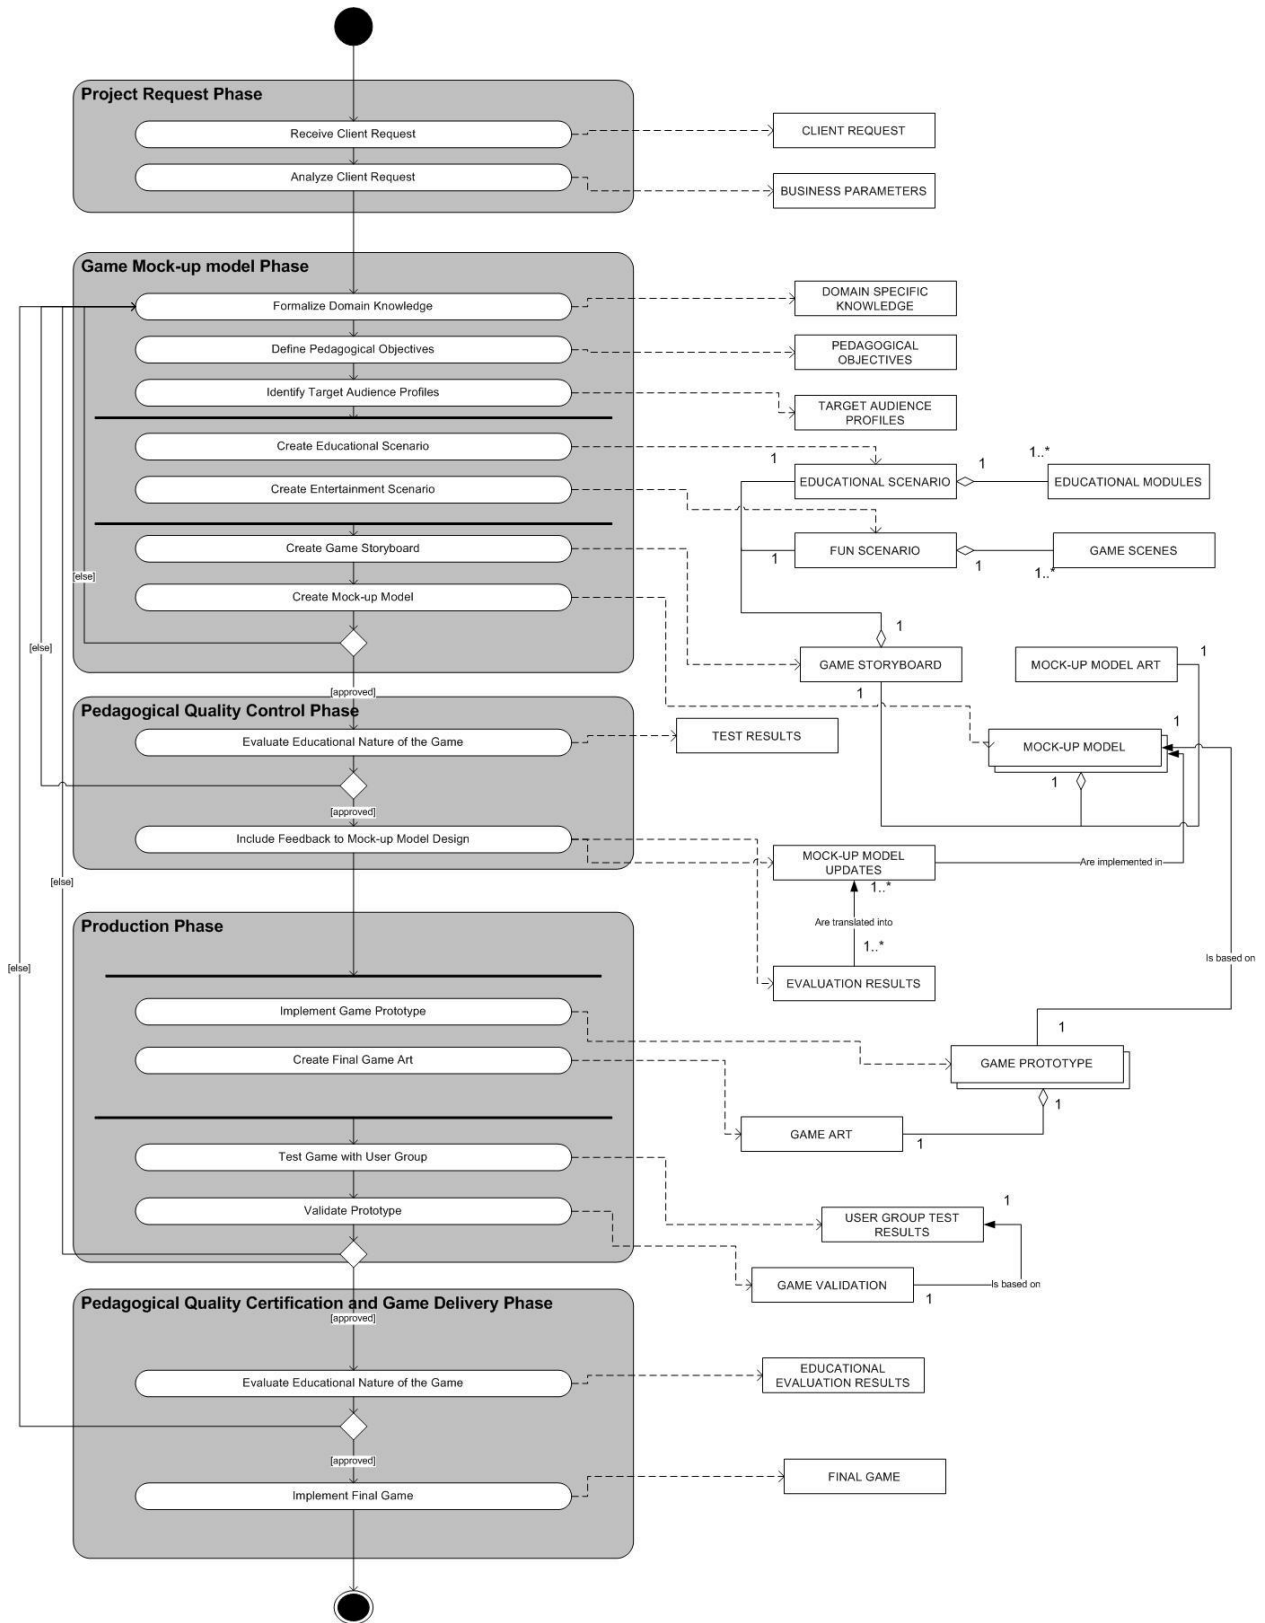 Project Request Phase
Receive Client Request
CLIENT REQUEST
Analyze Client Request
BUSINESS PARAMETERS
Game Mock-up model Phase
Formalize Domain Knowledge
DOMAIN SPECIFIC
KNOWLEDGE
Define Pedagogical Objectives
PEDAGOGICAL
OBJECTIVES
Identify Target Audience Profiles
TARGET AUDIENCE
PROFILES
Create Educational Scenario
1
1
1..*
EDUCATIONAL SCENARIO
EDUCATIONAL MODULES
Create Entertainment Scenario
Create Game Storyboard
1
FUN SCENARIO
1
GAME SCENES
1..*
[else]
Create Mock-up Model
1
[else]
GAME STORYBOARD
1
MOCK-UP MODEL ART
1
[approved]
Pedagogical Quality Control Phase
Evaluate Educational Nature of the Game
TEST RESULTS
1
MOCK-UP MODEL
1
[approved]
Include Feedback to Mock-up Model Design
MOCK-UP MODEL
UPDATES
Are implemented in
1..*
[else]
Are translated into
1..*
EVALUATION RESULTS
Production Phase
[else]
Is based on
Implement Game Prototype
1
Create Final Game Art
GAME PROTOTYPE
1
GAME ART
1
Test Game with User Group
Validate Prototype
1
USER GROUP TEST
RESULTS
GAME VALIDATION
1
Is based on
Pedagogical Quality Certification and Game Delivery Phase
[approved]
Evaluate Educational Nature of the Game
EDUCATIONAL
EVALUATION RESULTS
[approved]
Implement Final Game
FINAL GAME